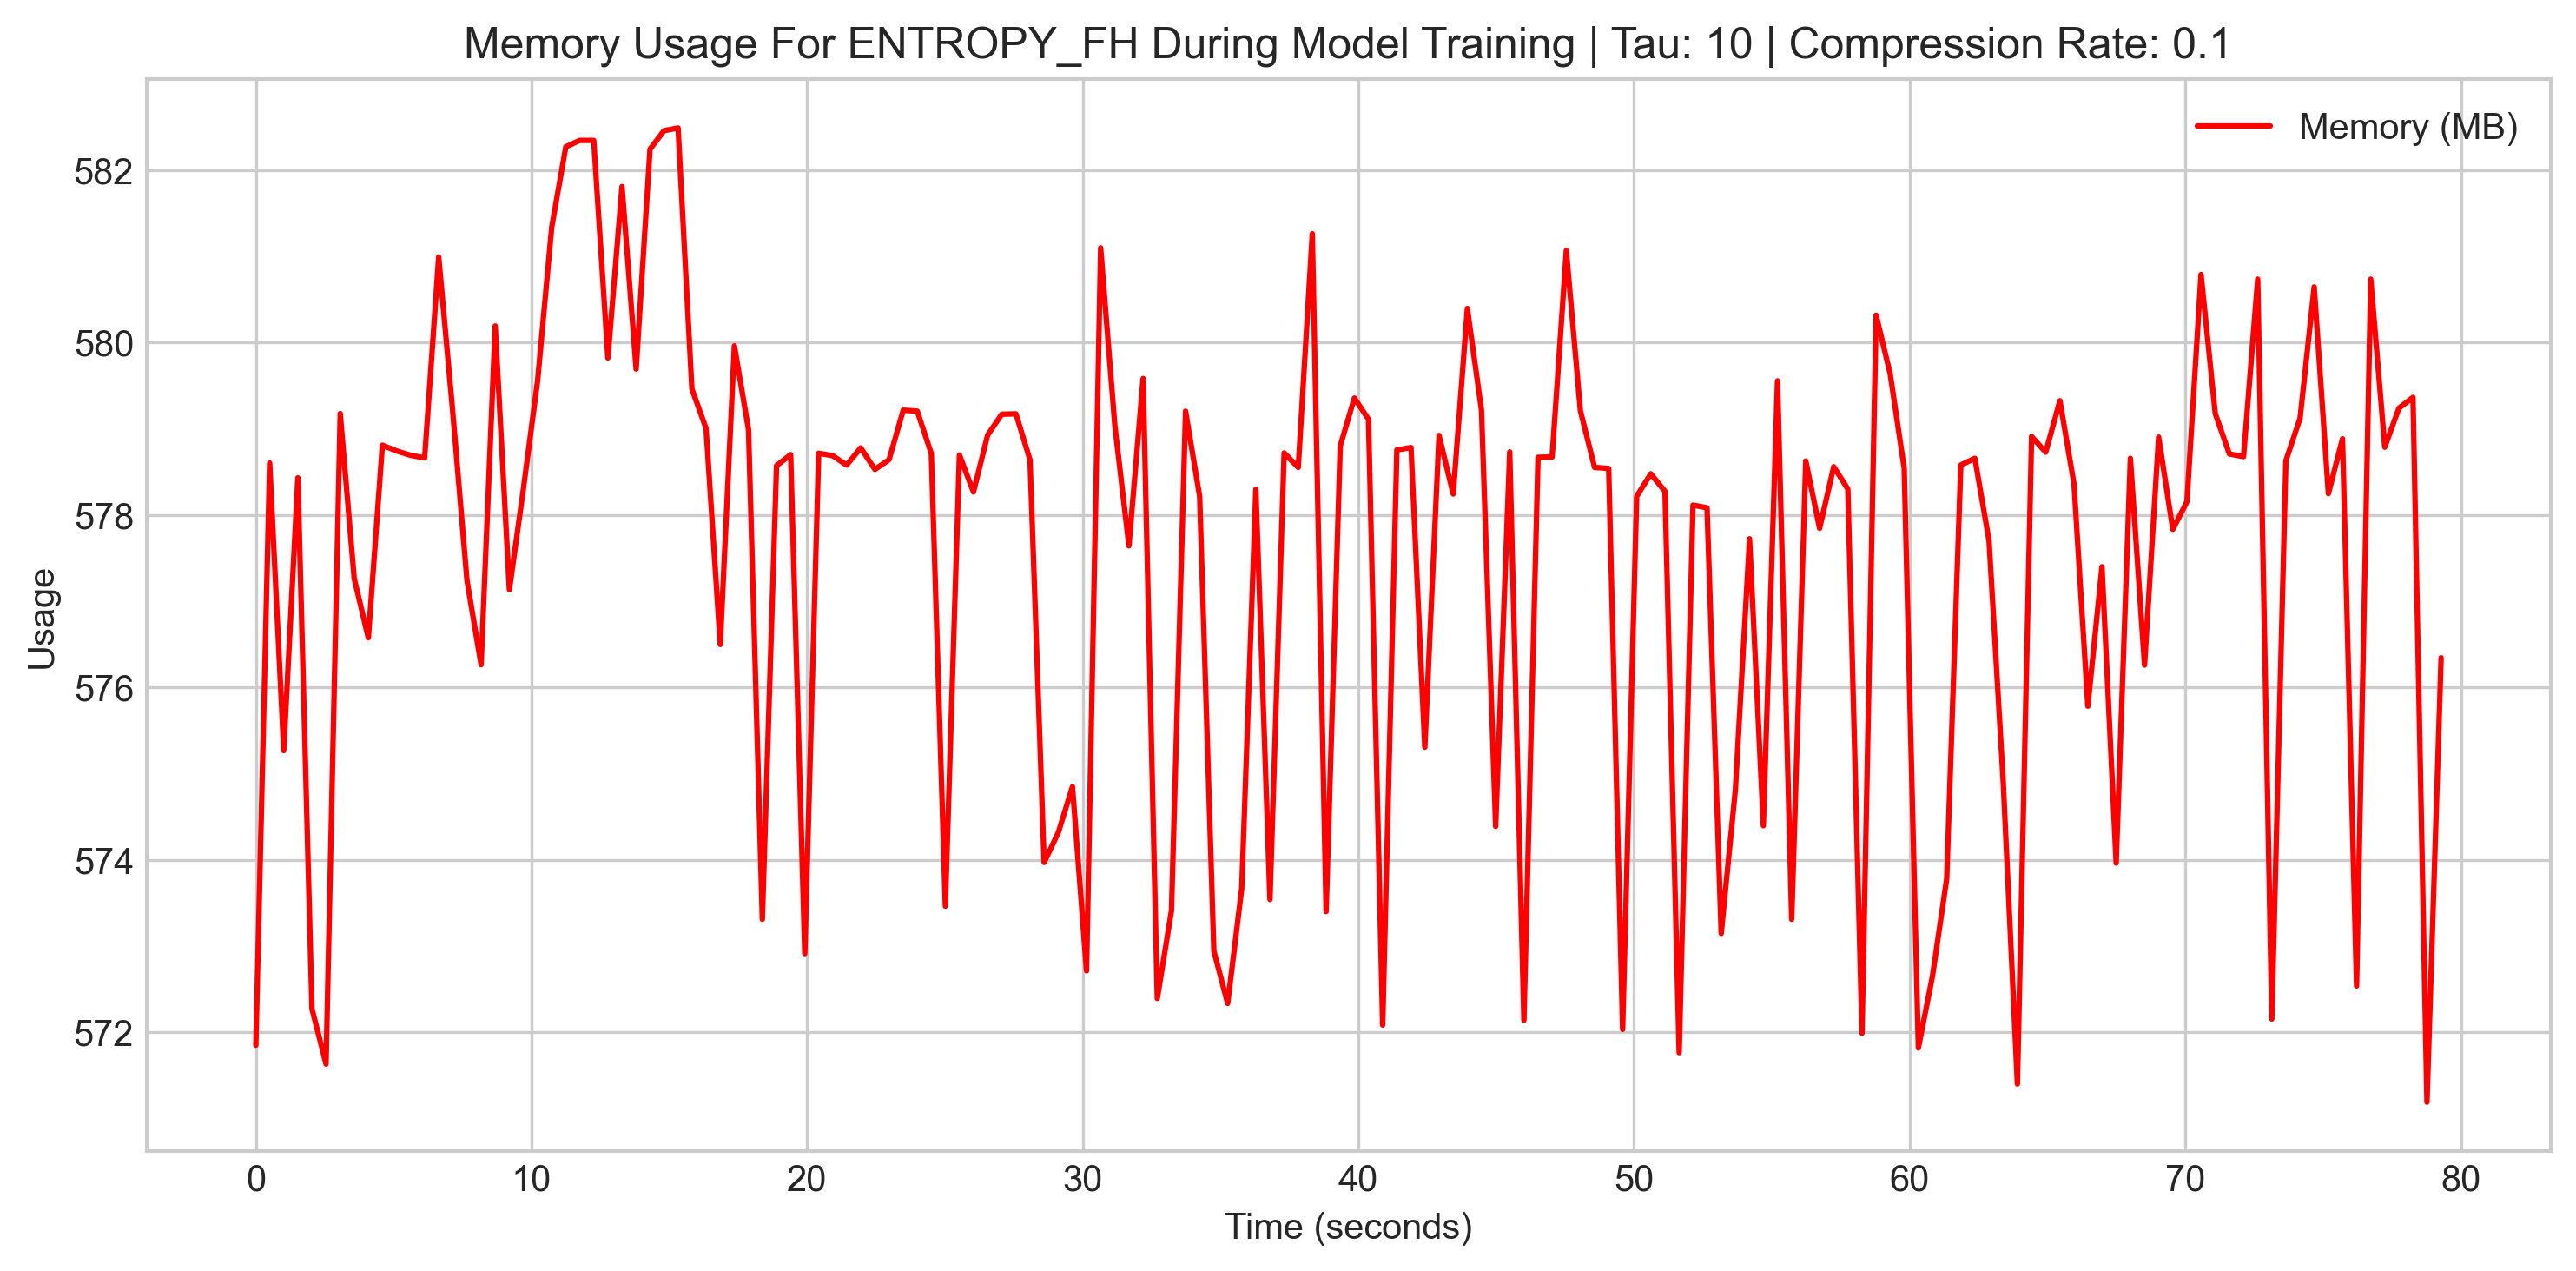 Memory Usage For ENTROPY_FH During Model Training | Tau: 10 | Compression Rate: 0.1
Memory (MB)
582
580
578
576
574
572
Usage
0 10 20 30 40 50 60 70 80
Time (seconds)